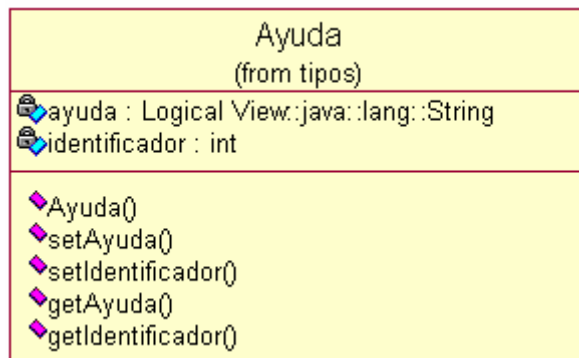 Ayuda
(from tipos)
ayuda : Logical View::java::lang::String
identificador : int
Ayuda()
setAyuda()
setIdentificador()
getAyuda()
getIdentificador()